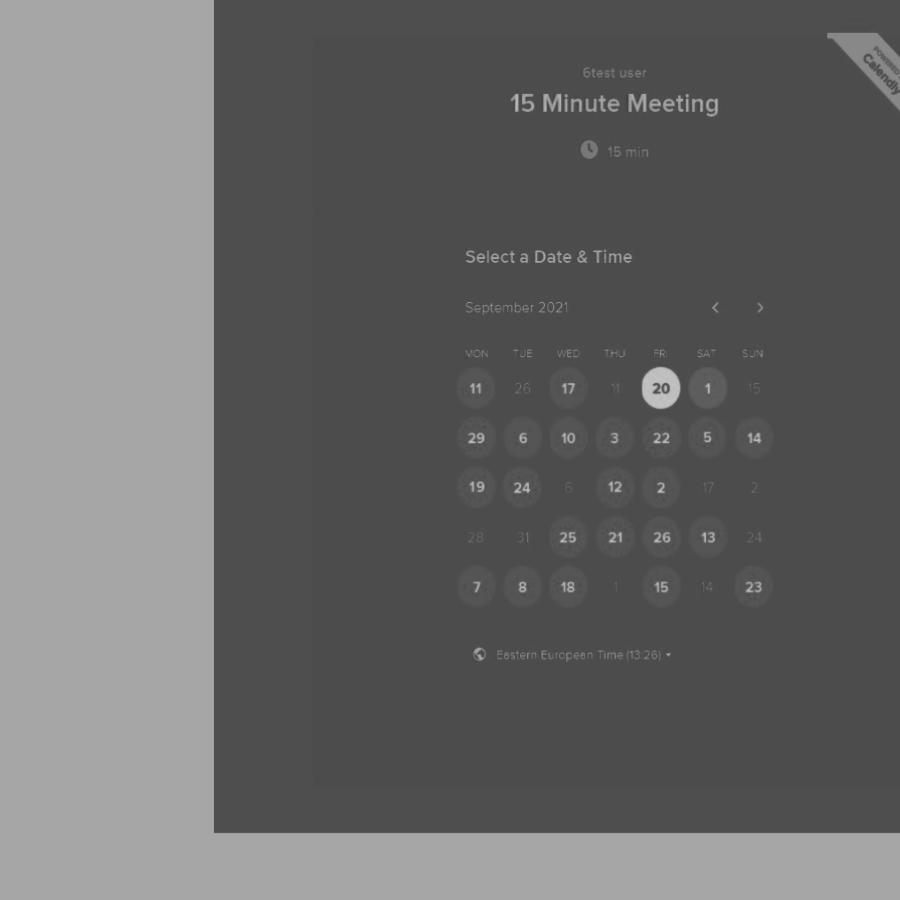 POWERED
Calendly
6test user
15 Minute Meeting
15 min
Select a Date & Time
September 2021
MON TUE WED THU FRI SAT SUN
11 26 17 11 20 1 15
29 6 10 3 22 5 14
19 24 6 12 2 17 2
28 31 25 21 26 13 24
7 8 18 1 15 14 23
Eastern European Time (13:26)